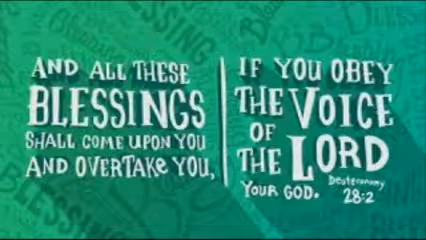 AND ALL THESE
BLESSINGS
SHALL COME UPON YOU
AND OVERTAKE YOU,
IF YOU OBEY
THE VOICE
OF
THE LORD
YOUR GOD.
Deuteronomy
28:2
BLESSING